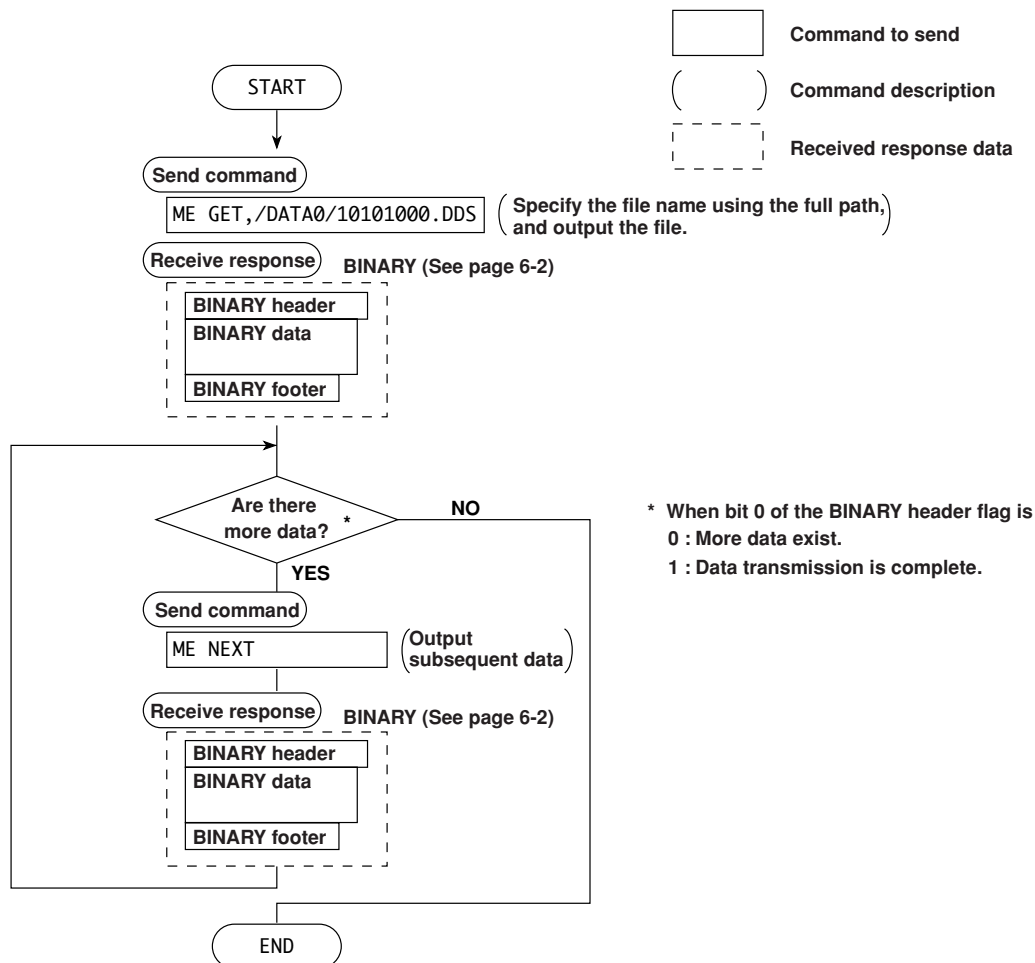 Command to send
START
Command description
Received response data
Send command
ME GET,/DATA0/10101000.DDS
Specify the file name using the full path,
and output the file.
Receive response
BINARY (See page 6-2)
BINARY header
BINARY data
BINARY footer
Are there
more data? *
NO
YES
* When bit 0 of the BINARY header flag is
0 : More data exist.
1 : Data transmission is complete.
Send command
ME NEXT
Output
subsequent data
Receive response
BINARY (See page 6-2)
BINARY header
BINARY data
BINARY footer
END